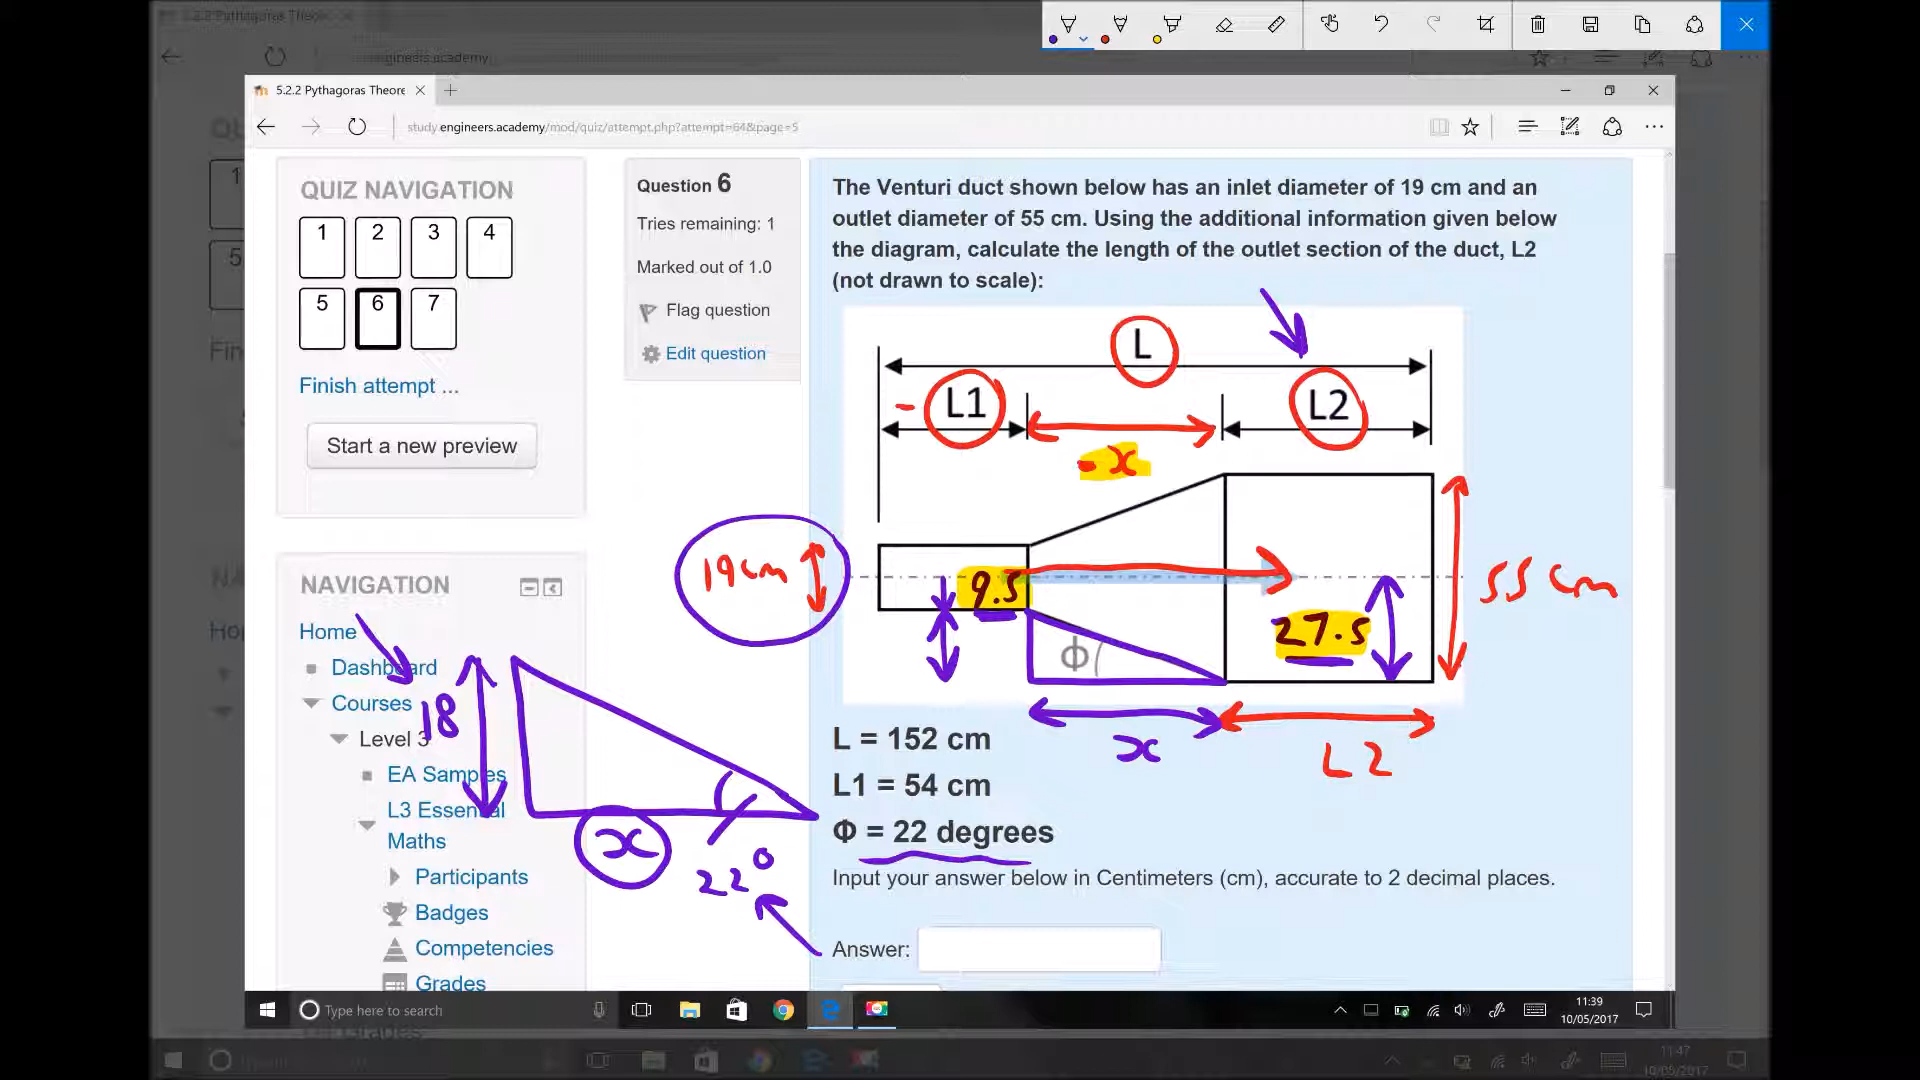 5.2.2 Pythagoras Theore
study.engineers.academy/mod/quiz/attempt.php?attempt=64&page=5
QUIZ NAVIGATION
1 2 3 4
5 6 7
Finish attempt ...
Start a new preview
NAVIGATION
Home
Dashboard
Courses
Level 3
EA Samples
L3 Essential
Maths
Participants
Badges
Competencies
Grades
Question 6
Tries remaining: 1
Marked out of 1.0
Flag question
Edit question
The Venturi duct shown below has an inlet diameter of 19 cm and an
outlet diameter of 55 cm. Using the additional information given below
the diagram, calculate the length of the outlet section of the duct, L2
(not drawn to scale):
L
- L1
L2
- x
19cm
9.5
27.5
55 cm
Φ
x
L2
18
x
22°
L = 152 cm
L1 = 54 cm
Φ = 22 degrees
Input your answer below in Centimeters (cm), accurate to 2 decimal places.
Answer:
Type here to search
11:39
10/05/2017
11:47
10/05/2017